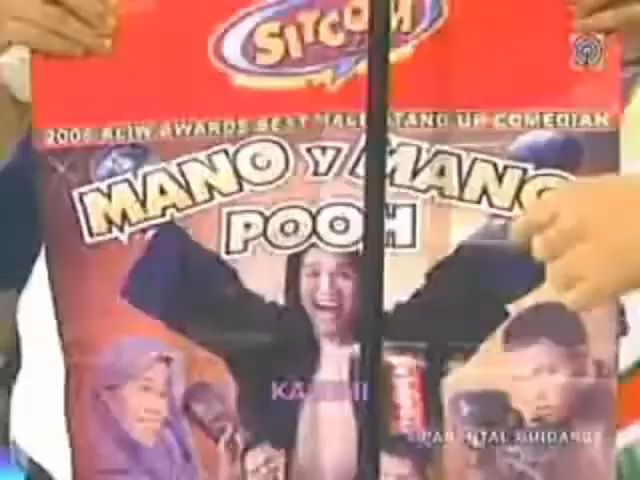 SITCOM
2006 ALIW AWARDS BEST MALE STAND UP COMEDIAN
MANO y MANO
POOH
PARENTAL GUIDANCE